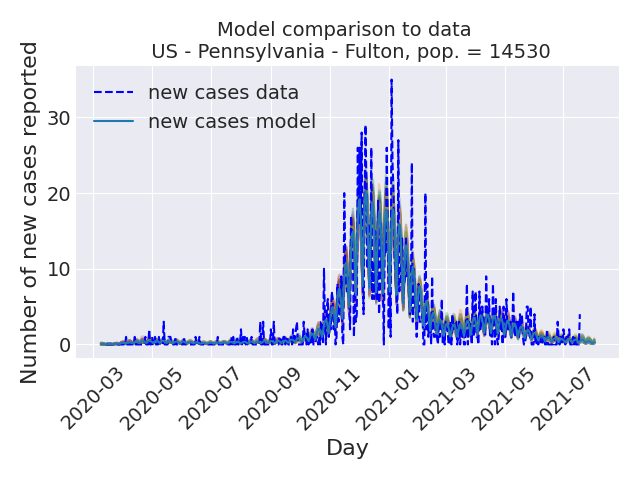 Model comparison to data
US - Pennsylvania - Fulton, pop. = 14530
Number of new cases reported
30
20
10
0
new cases data
new cases model
2020-03
2020-05
2020-07
2020-09
2020-11
2021-01
2021-03
2021-05
2021-07
Day